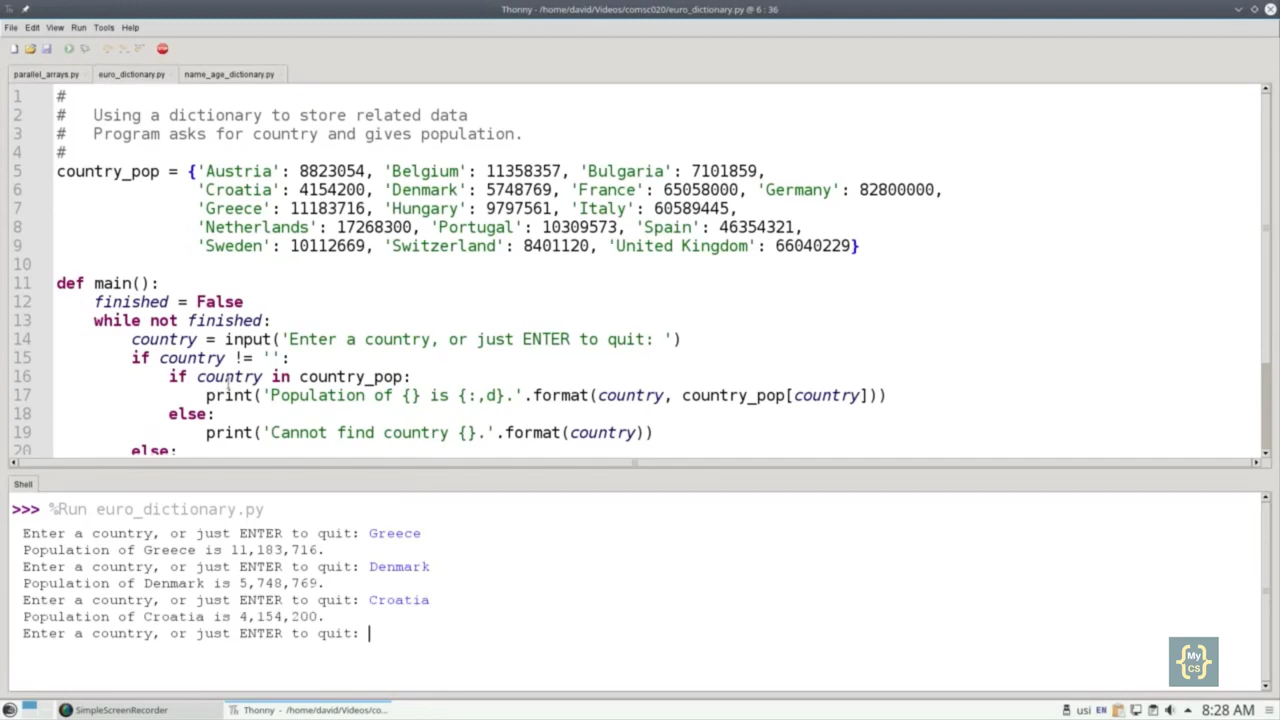 Thonny - /home/david/Videos/comsc020/euro_dictionary.py @ 6 : 36
File Edit View Run Tools Help
parallel_arrays.py euro_dictionary.py name_age_dictionary.py
1 #
2 #   Using a dictionary to store related data
3 #   Program asks for country and gives population.
4 #
5 country_pop = {'Austria': 8823054, 'Belgium': 11358357, 'Bulgaria': 7101859,
6                'Croatia': 4154200, 'Denmark': 5748769, 'France': 65058000, 'Germany': 82800000,
7                'Greece': 11183716, 'Hungary': 9797561, 'Italy': 60589445,
8                'Netherlands': 17268300, 'Portugal': 10309573, 'Spain': 46354321,
9                'Sweden': 10112669, 'Switzerland': 8401120, 'United Kingdom': 66040229}
10
11 def main():
12     finished = False
13     while not finished:
14         country = input('Enter a country, or just ENTER to quit: ')
15         if country != '':
16             if country in country_pop:
17                 print('Population of {} is {:,d}.'.format(country, country_pop[country]))
18             else:
19                 print('Cannot find country {}.'.format(country))
20         else:
Shell
>>> %Run euro_dictionary.py
Enter a country, or just ENTER to quit: Greece
Population of Greece is 11,183,716.
Enter a country, or just ENTER to quit: Denmark
Population of Denmark is 5,748,769.
Enter a country, or just ENTER to quit: Croatia
Population of Croatia is 4,154,200.
Enter a country, or just ENTER to quit:
{My CS}
SimpleScreenRecorder Thonny - /home/david/Videos/co... usi EN 8:28 AM